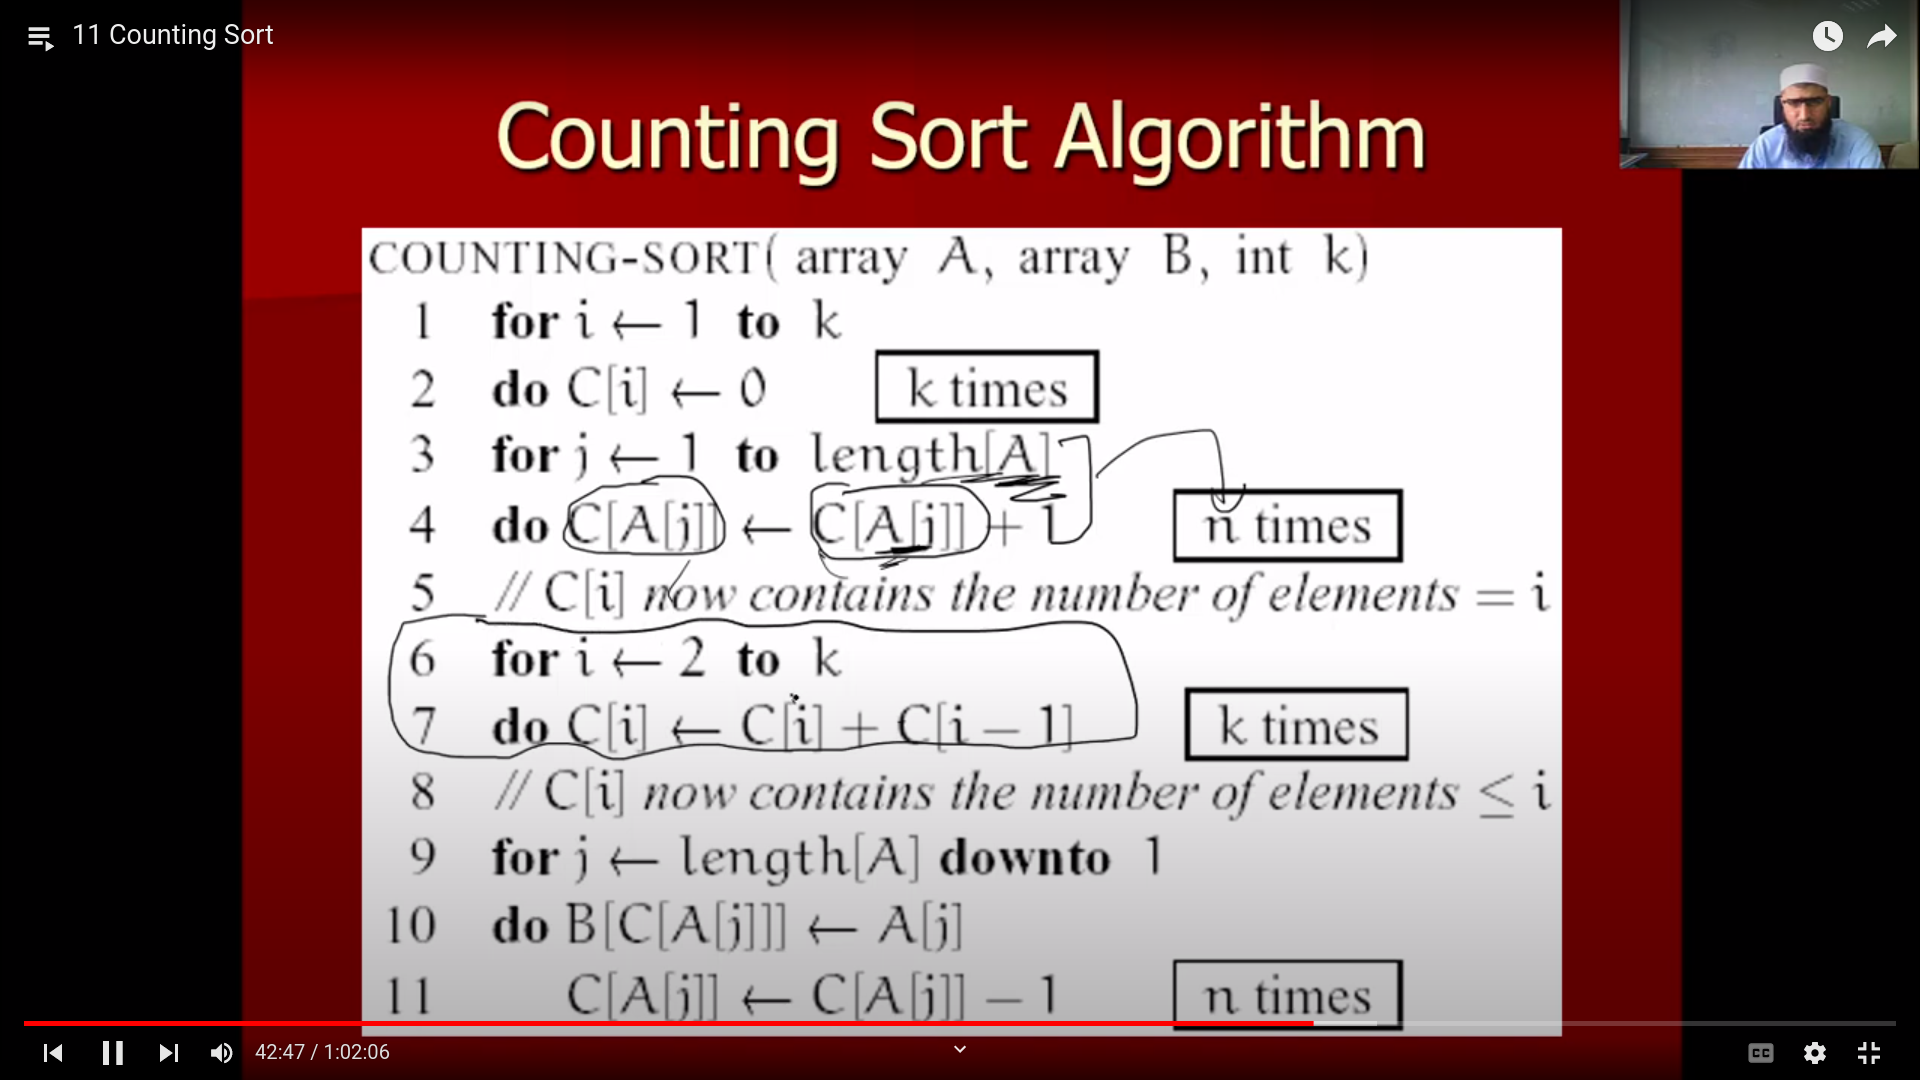 11 Counting Sort
Counting Sort Algorithm
COUNTING-SORT( array A, array B, int k)
1 for i ← 1 to k
2 do C[i] ← 0 k times
3 for j ← 1 to length[A]
4 do C[A[j]] ← C[A[j]] + 1 n times
5 // C[i] now contains the number of elements = i
6 for i ← 2 to k
7 do C[i] ← C[i] + C[i − 1] k times
8 // C[i] now contains the number of elements ≤ i
9 for j ← length[A] downto 1
10 do B[C[A[j]]] ← A[j]
11 C[A[j]] ← C[A[j]] − 1 n times
42:47 / 1:02:06
CC